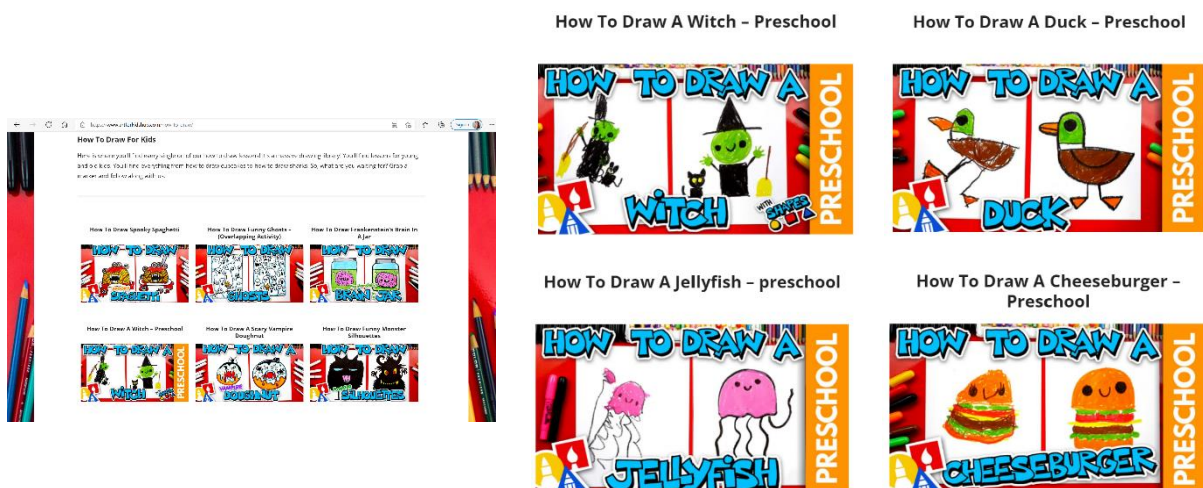 How To Draw For Kids
How To Draw Spooky Spaghetti
How To Draw Funny Ghosts –
(Overlapping Activity)
How To Draw Frankenstein's Brain In
A Jar
HOW TO DRAW
SPAGHETTI
HOW TO DRAW
GHOSTS
HOW TO DRAW
BRAIN JAR
How To Draw A Witch – Preschool
How To Draw A Scary Vampire
Doughnut
How To Draw Funny Monster
Silhouettes
HOW TO DRAW A
WITCH
PRESCHOOL
HOW TO DRAW A
VAMPIRE
DOUGHNUT
HOW TO DRAW
SILHOUETTES
How To Draw A Witch – Preschool
HOW TO DRAW A
WITCH
WITH
SHAPES
PRESCHOOL
How To Draw A Duck – Preschool
HOW TO DRAW A
DUCK
PRESCHOOL
How To Draw A Jellyfish – preschool
HOW TO DRAW A
JELLYFISH
PRESCHOOL
How To Draw A Cheeseburger –
Preschool
HOW TO DRAW A
CHEESEBURGER
PRESCHOOL